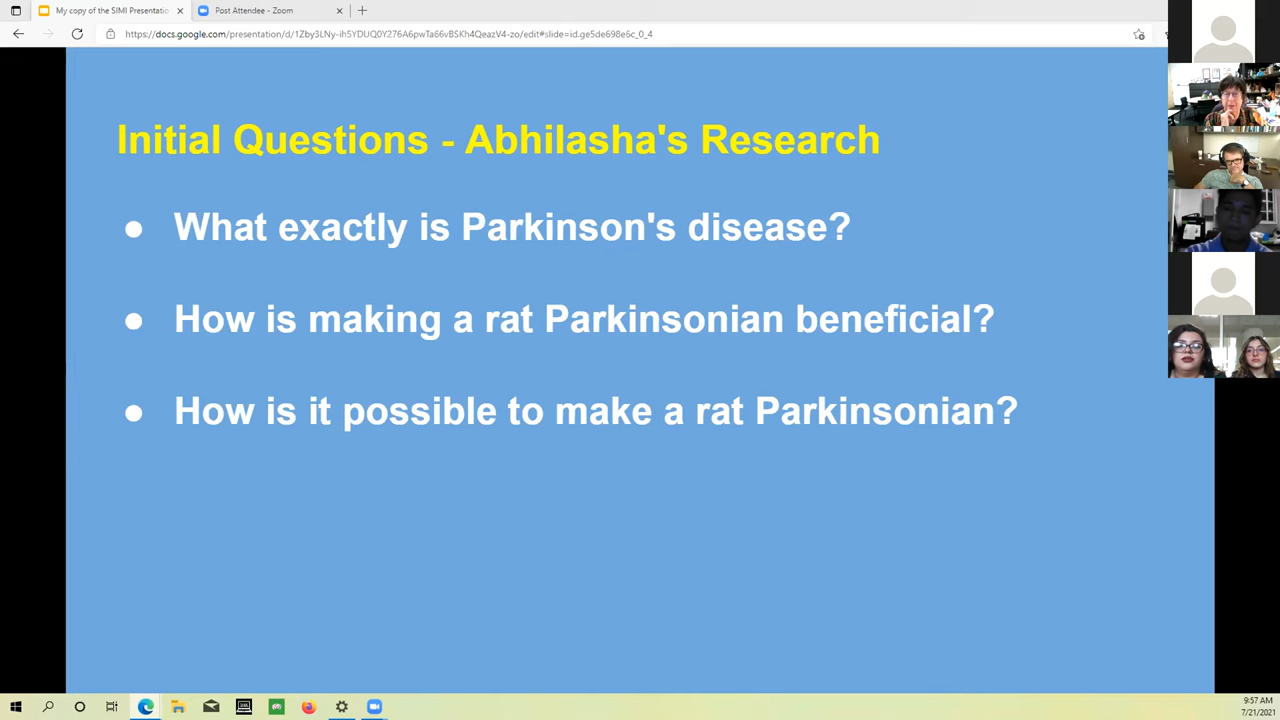 My copy of the SIMI Presentatio
Post Attendee - Zoom
https://docs.google.com/presentation/d/1Zby3LNy-ih5YDUQ0Y276A6pwTa66vBSKh4QeazV4-zo/edit#slide=id.ge5de698e6c_0_4
Initial Questions - Abhilasha's Research
● What exactly is Parkinson's disease?
● How is making a rat Parkinsonian beneficial?
● How is it possible to make a rat Parkinsonian?
9:57 AM
7/21/2021